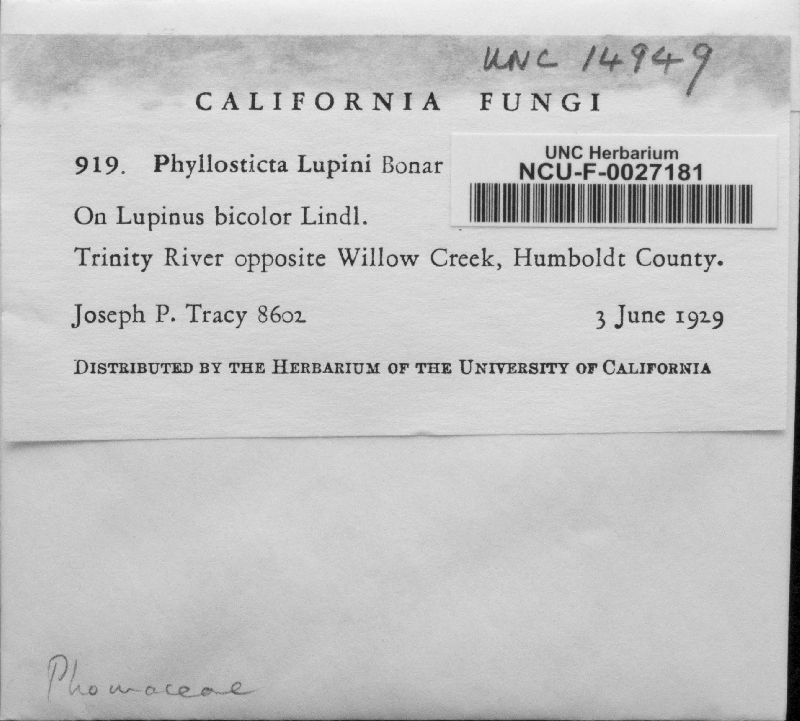 UNC 14949
CALIFORNIA FUNGI
919. Phyllosticta Lupini Bonar
UNC Herbarium
NCU-F-0027181
On Lupinus bicolor Lindl.
Trinity River opposite Willow Creek, Humboldt County.
Joseph P. Tracy 8602 3 June 1929
DISTRIBUTED BY THE HERBARIUM OF THE UNIVERSITY OF CALIFORNIA
Phomaceae